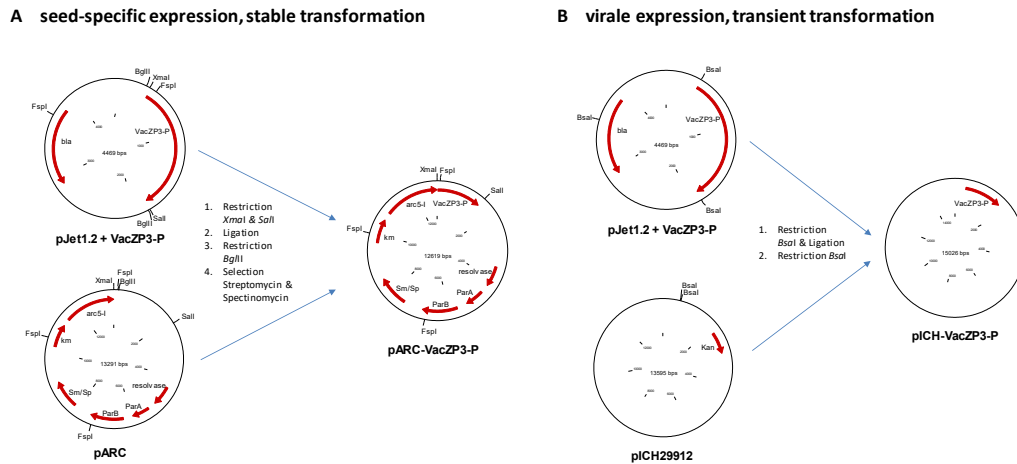 A seed-specific expression, stable transformation
BglII
XmaI
FspI
FspI
bla
VacZP3-P
4469 bps
SalI
BglII
pJet1.2 + VacZP3-P
1. Restriction
XmaI & SalI
2. Ligation
3. Restriction
BglII
4. Selection
Streptomycin &
Spectinomycin
FspI
XmaI
BglII
SalI
arc5-I
FspI
km
13291 bps
Sm/Sp
resolvase
ParA
ParB
FspI
pARC
XmaI
FspI
SalI
arc5-I
VacZP3-P
FspI
km
12619 bps
resolvase
Sm/Sp
ParA
ParB
FspI
pARC-VacZP3-P
B virale expression, transient transformation
BsaI
BsaI
bla
VacZP3-P
4469 bps
BsaI
pJet1.2 + VacZP3-P
1. Restriction
BsaI & Ligation
2. Restriction BsaI
BsaI
BsaI
Kan
13595 bps
pICH29912
VacZP3-P
15026 bps
pICH-VacZP3-P